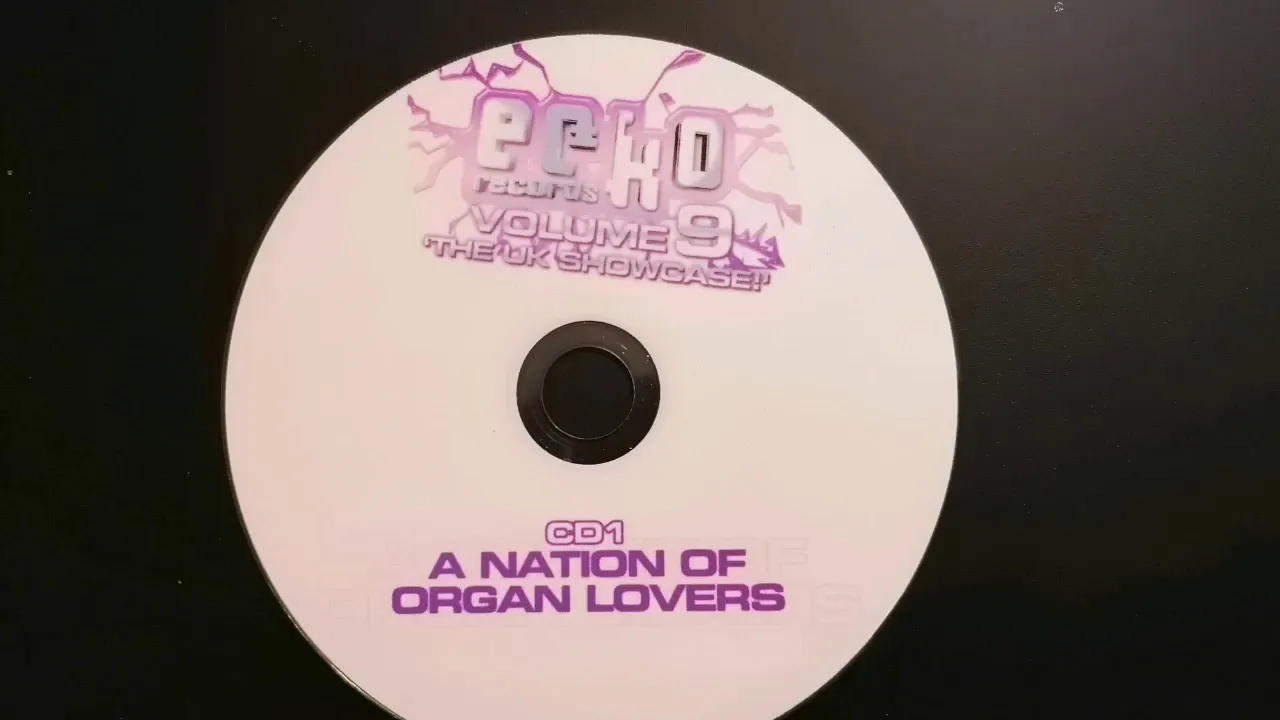 ecko
records
VOLUME 9
'THE UK SHOWCASE!'
CD1
A NATION OF
ORGAN LOVERS